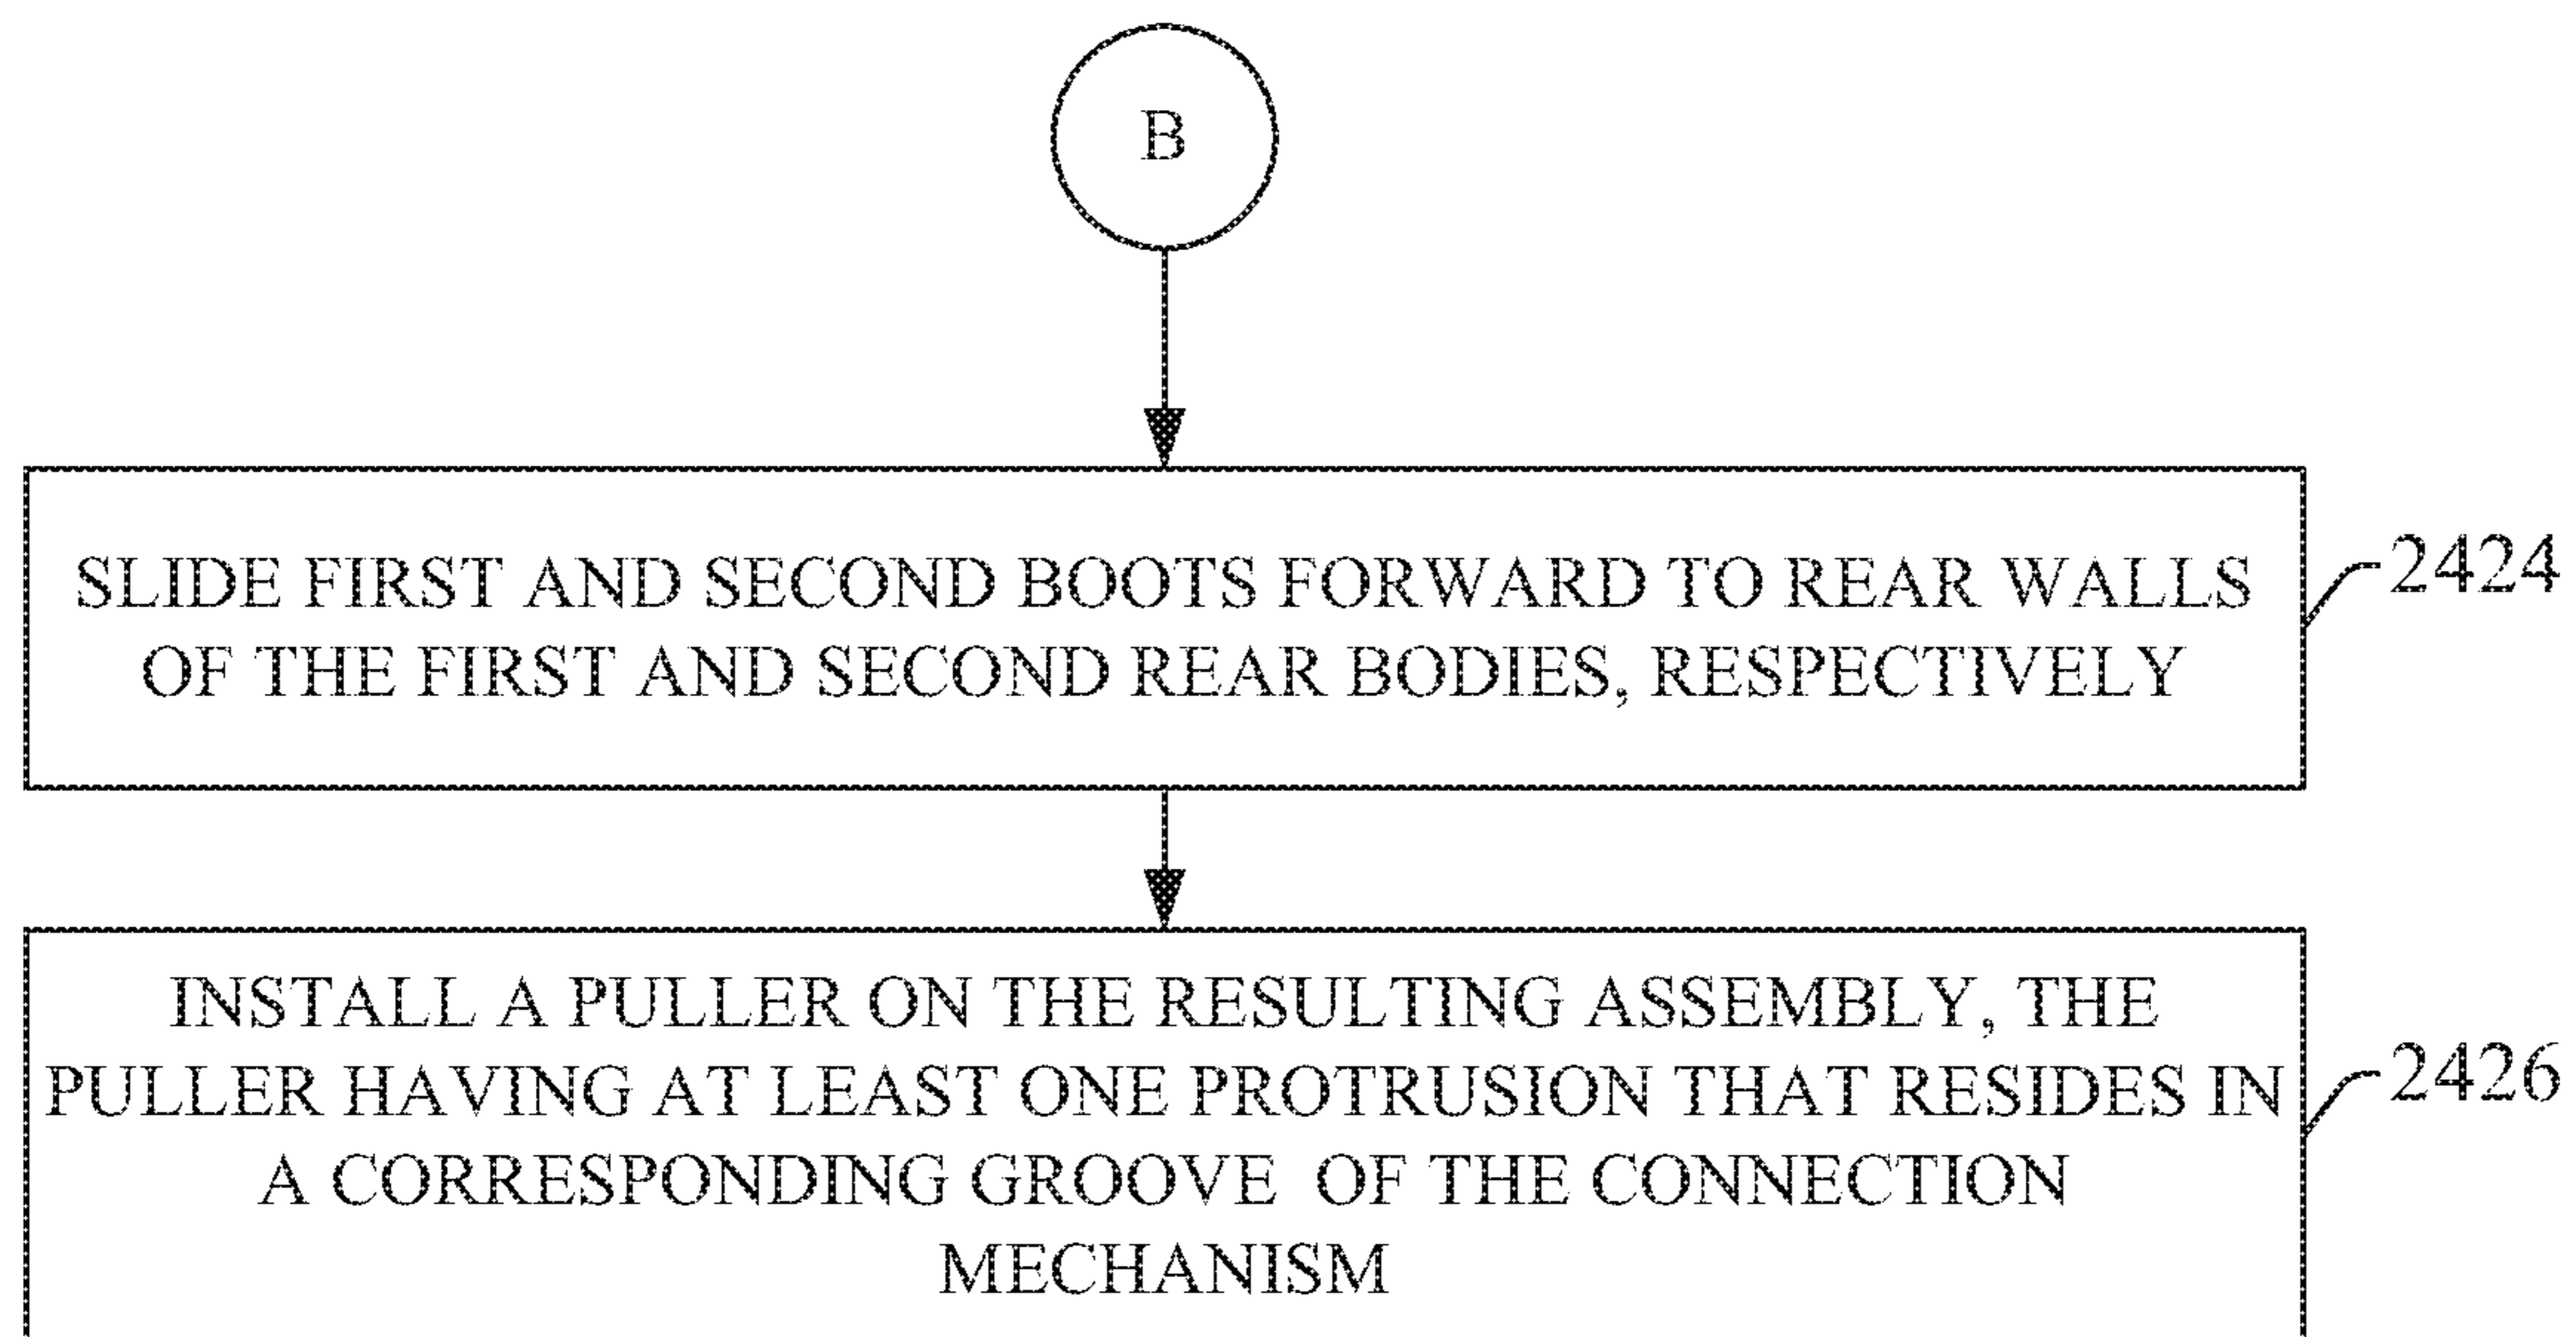 B
SLIDE FIRST AND SECOND BOOTS FORWARD TO REAR WALLS
OF THE FIRST AND SECOND REAR BODIES, RESPECTIVELY
2424
INSTALL A PULLER ON THE RESULTING ASSEMBLY, THE
PULLER HAVING AT LEAST ONE PROTRUSION THAT RESIDES IN
A CORRESPONDING GROOVE OF THE CONNECTION
MECHANISM
2426